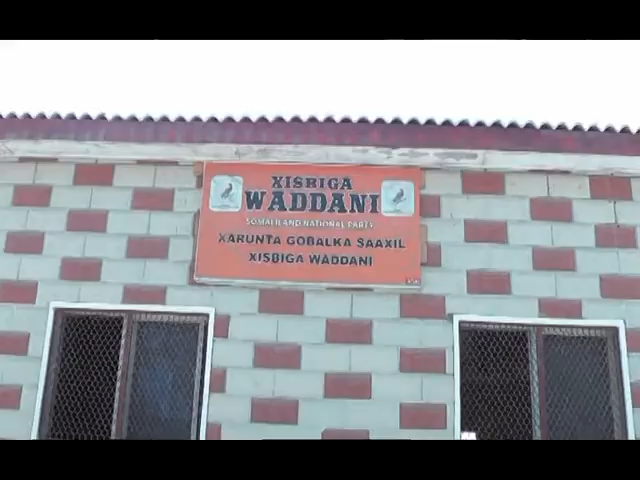 XISBIGA
WADDANI
SOMALILAND NATIONAL PARTY
XARUNTA GOBALKA SAAXIL
XISBIGA WADDANI